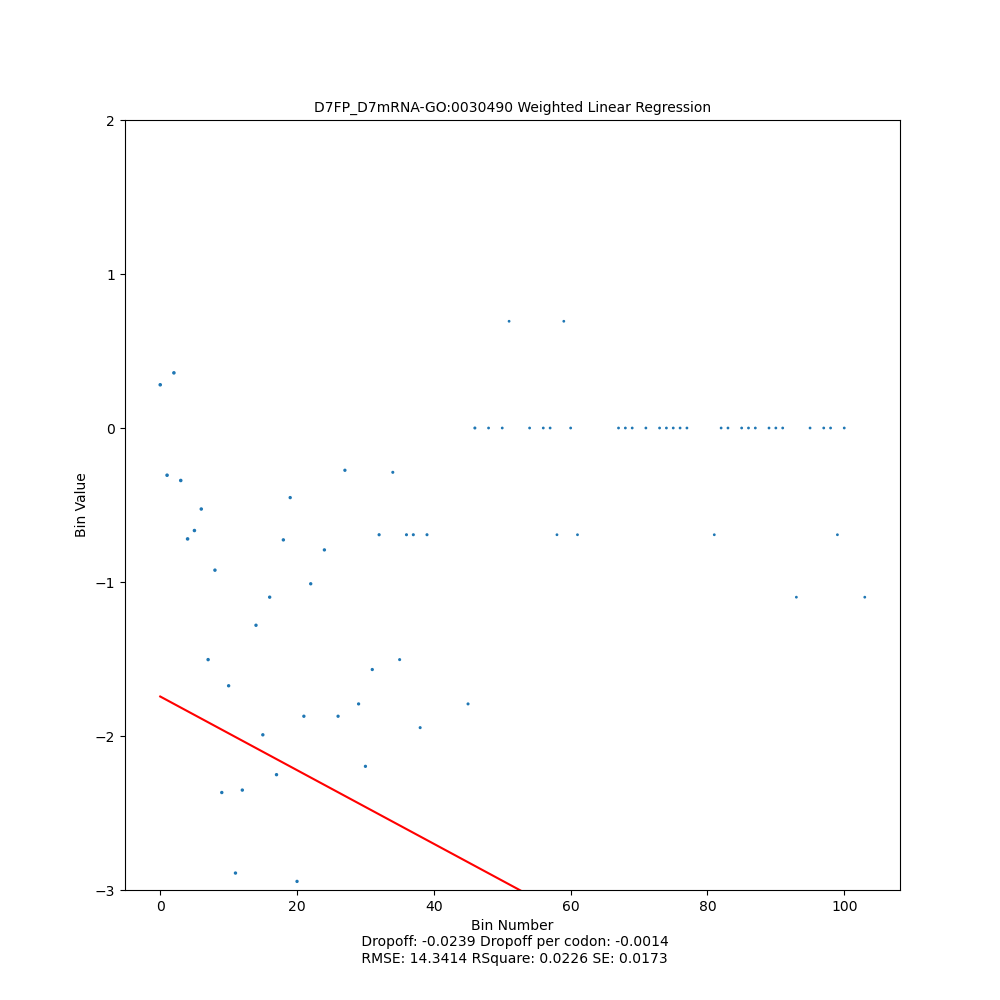 D7FP_D7mRNA-GO:0030490 Weighted Linear Regression
2
1
0
−1
−2
−3
Bin Value
0 20 40 60 80 100
Bin Number
Dropoff: -0.0239 Dropoff per codon: -0.0014
RMSE: 14.3414 RSquare: 0.0226 SE: 0.0173